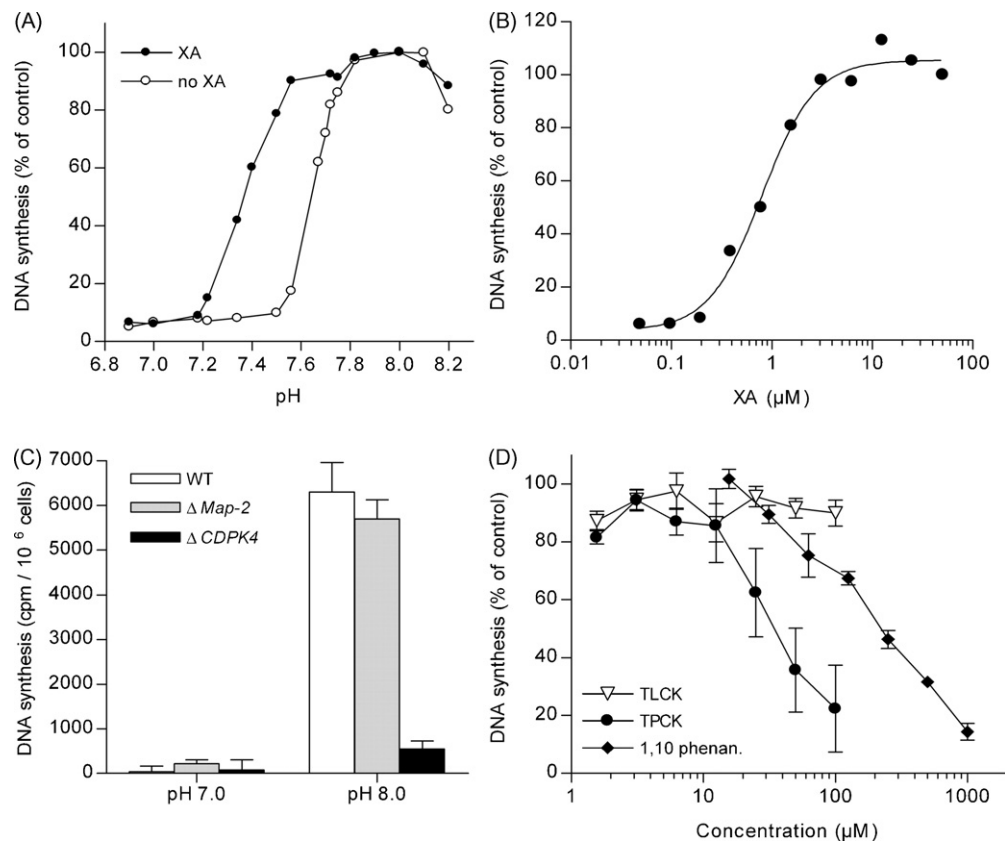 (A)
XA
no XA
DNA synthesis (% of control)
100
80
60
40
20
0
6.8 7.0 7.2 7.4 7.6 7.8 8.0 8.2
pH
(B)
DNA synthesis (% of control)
120
100
80
60
40
20
0
0.01 0.1 1 10 100
XA (µM)
(C)
WT
Δ Map-2
Δ CDPK4
DNA synthesis (cpm / 10 6 cells)
7000
6000
5000
4000
3000
2000
1000
0
pH 7.0 pH 8.0
(D)
DNA synthesis (% of control)
100
80
60
40
20
0
TLCK
TPCK
1,10 phenan.
1 10 100 1000
Concentration (µM)